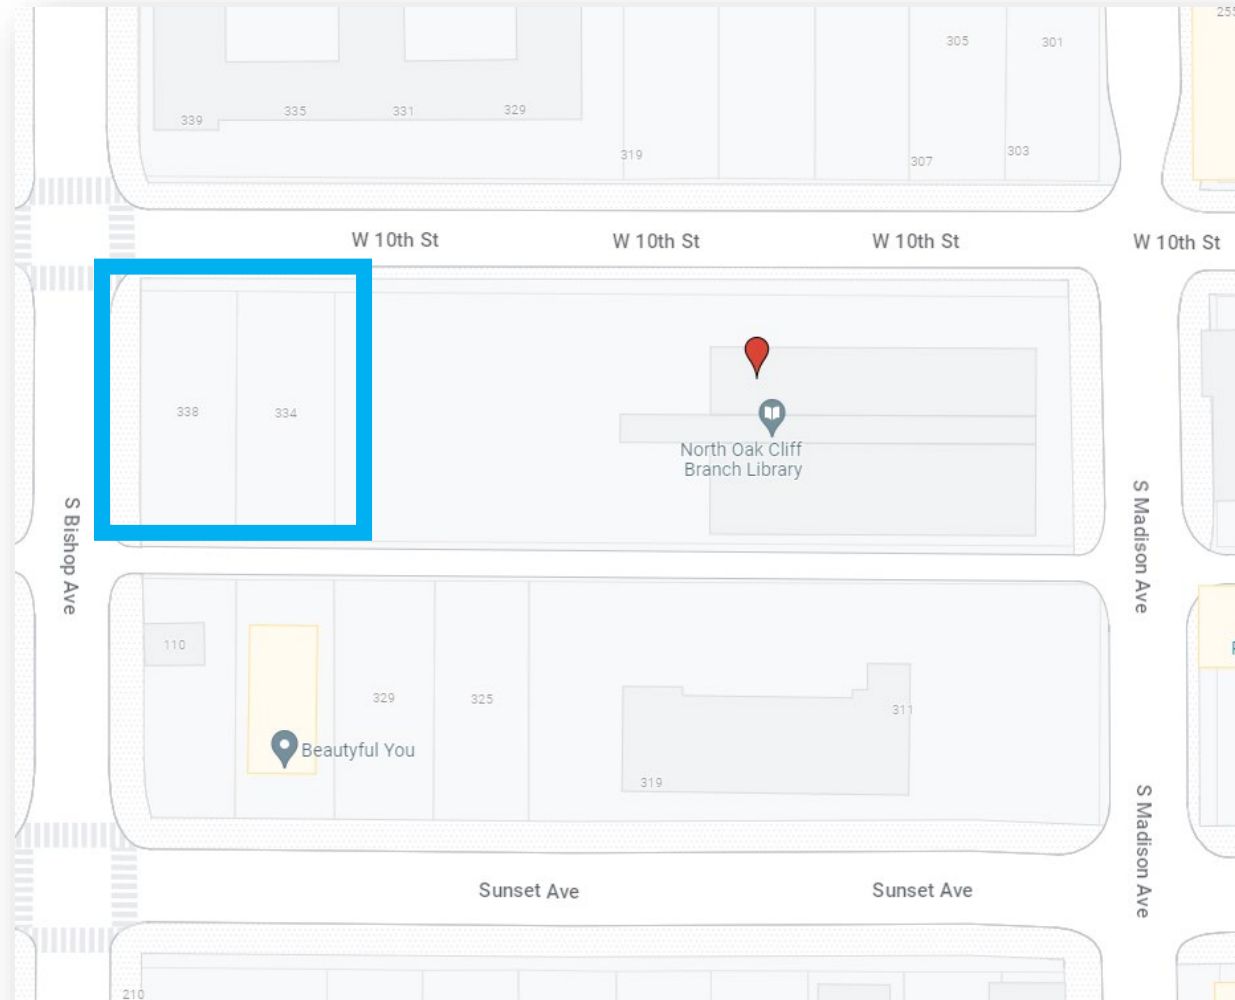 255
305
301
339
335
331
329
319
307
303
W 10th St
W 10th St
W 10th St
W 10th St
338
334
North Oak Cliff
Branch Library
S Bishop Ave
S Madison Ave
110
329
325
311
Beautyful You
319
S Madison Ave
Sunset Ave
Sunset Ave
210